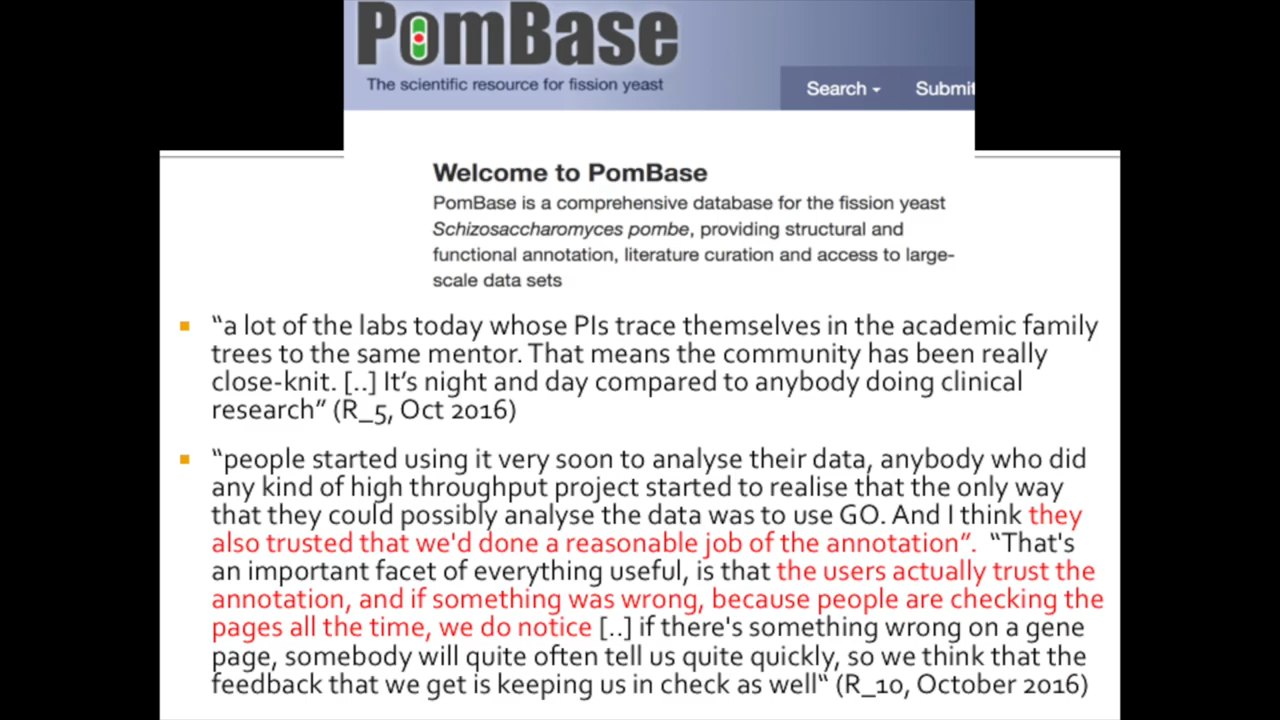 PomBase
The scientific resource for fission yeast
Search
Submit
Welcome to PomBase
PomBase is a comprehensive database for the fission yeast
Schizosaccharomyces pombe, providing structural and
functional annotation, literature curation and access to large-
scale data sets
“a lot of the labs today whose PIs trace themselves in the academic family
trees to the same mentor. That means the community has been really
close-knit. [..] It’s night and day compared to anybody doing clinical
research” (R_5, Oct 2016)
“people started using it very soon to analyse their data, anybody who did
any kind of high throughput project started to realise that the only way
that they could possibly analyse the data was to use GO. And I think they
also trusted that we'd done a reasonable job of the annotation”. “That's
an important facet of everything useful, is that the users actually trust the
annotation, and if something was wrong, because people are checking the
pages all the time, we do notice [..] if there's something wrong on a gene
page, somebody will quite often tell us quite quickly, so we think that the
feedback that we get is keeping us in check as well“ (R_10, October 2016)